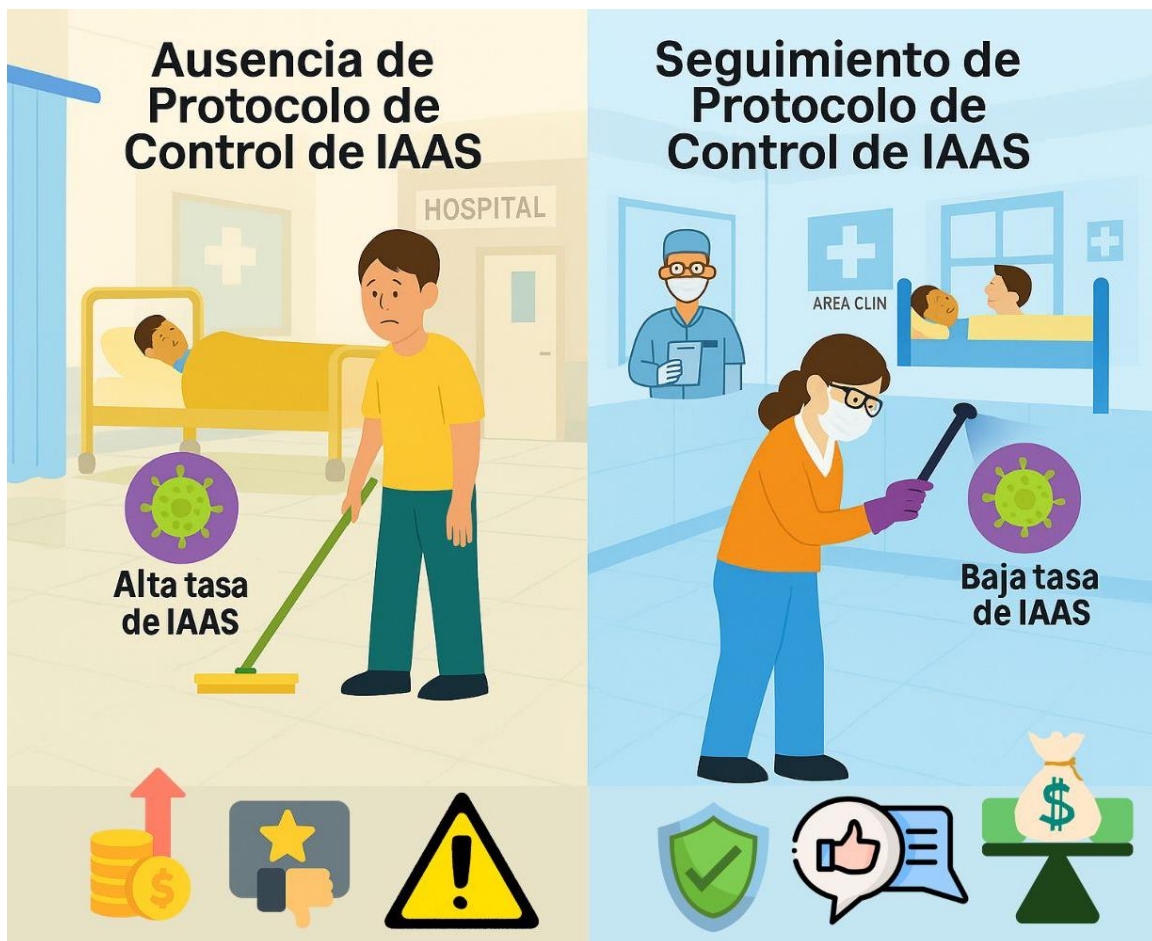 Ausencia de
Protocolo de
Control de IAAS
HOSPITAL
Alta tasa
de IAAS
$
Seguimiento de
Protocolo de
Control de IAAS
AREA CLIN
Baja tasa
de IAAS
$